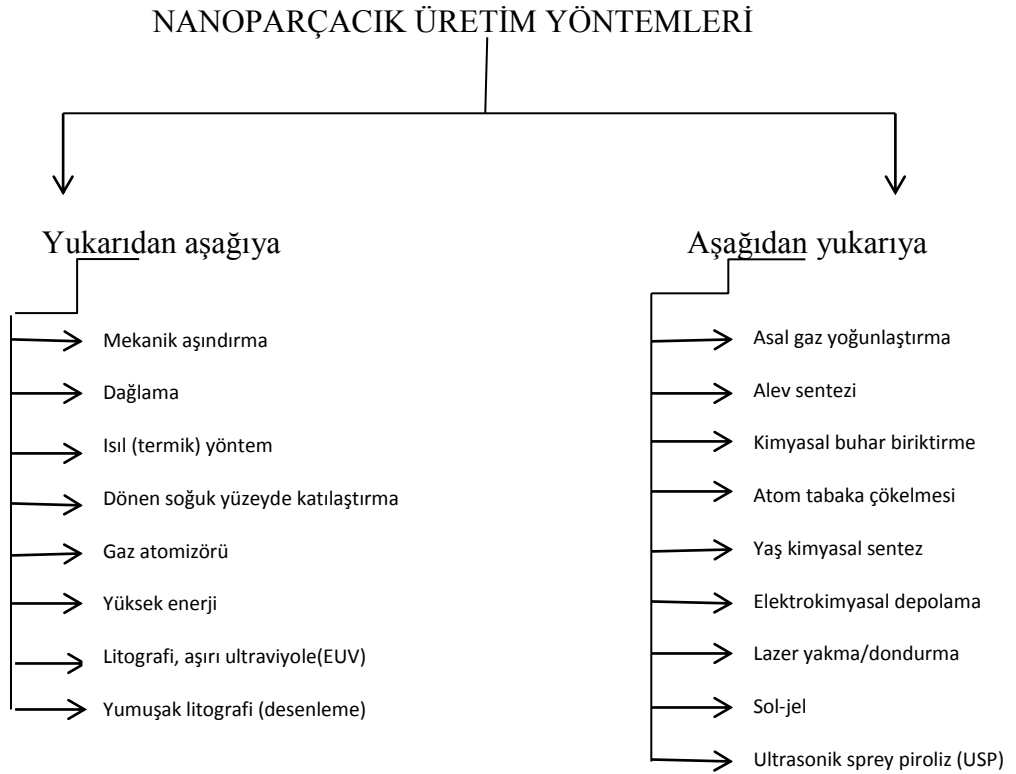 NANOPARÇACIK ÜRETİM YÖNTEMLERİ
Yukarıdan aşağıya
Mekanik aşındırma
Dağlama
Isıl (termik) yöntem
Dönen soğuk yüzeyde katılaştırma
Gaz atomizörü
Yüksek enerji
Litografi, aşırı ultraviyole(EUV)
Yumuşak litografi (desenleme)
Aşağıdan yukarıya
Asal gaz yoğunlaştırma
Alev sentezi
Kimyasal buhar biriktirme
Atom tabaka çökelmesi
Yaş kimyasal sentez
Elektrokimyasal depolama
Lazer yakma/dondurma
Sol-jel
Ultrasonik sprey piroliz (USP)